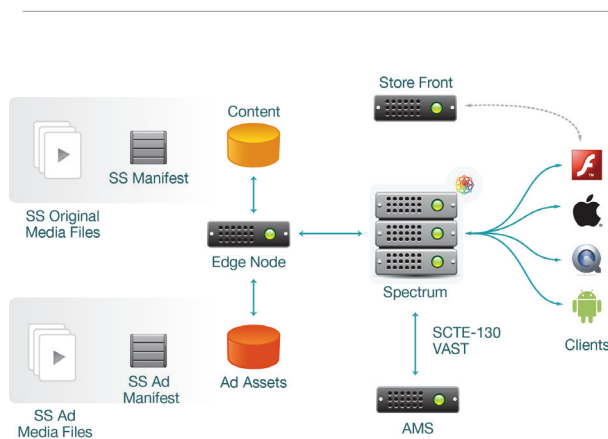 Store Front
Content
SS Manifest
SS Original
Media Files
Edge Node
Spectrum
SCTE-130
VAST
Clients
SS Ad
Manifest
Ad Assets
SS Ad
Media Files
AMS